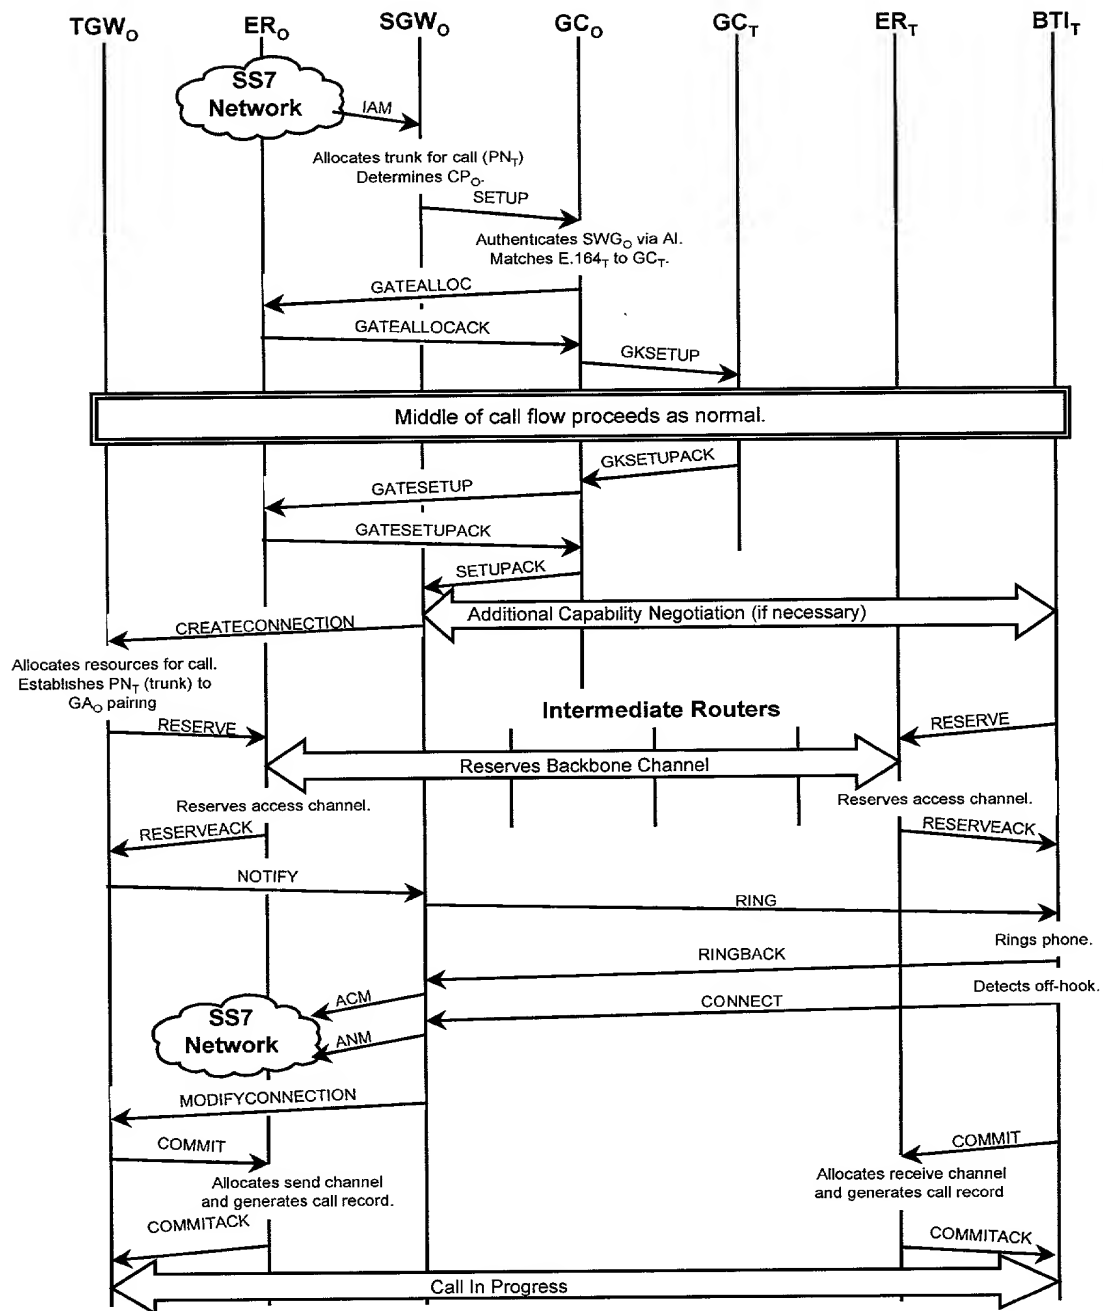 TGWO ERO SGWO GCO GCT ERT BTIT
SS7
Network
IAM
Allocates trunk for call (PNT)
Determines CPO.
SETUP
Authenticates SWGO via AI.
Matches E.164T to GCT.
GATEALLOC
GATEALLOCACK
GKSETUP
Middle of call flow proceeds as normal.
GKSETUPACK
GATESETUP
GATESETUPACK
SETUPACK
Additional Capability Negotiation (if necessary)
CREATECONNECTION
Allocates resources for call.
Establishes PNT (trunk) to
GAO pairing
Intermediate Routers
RESERVE
RESERVE
Reserves Backbone Channel
Reserves access channel.
Reserves access channel.
RESERVEACK
RESERVEACK
NOTIFY
RING
Rings phone.
RINGBACK
Detects off-hook.
ACM
CONNECT
SS7
Network
ANM
MODIFYCONNECTION
COMMIT
COMMIT
Allocates send channel
and generates call record.
Allocates receive channel
and generates call record
COMMITACK
COMMITACK
Call In Progress